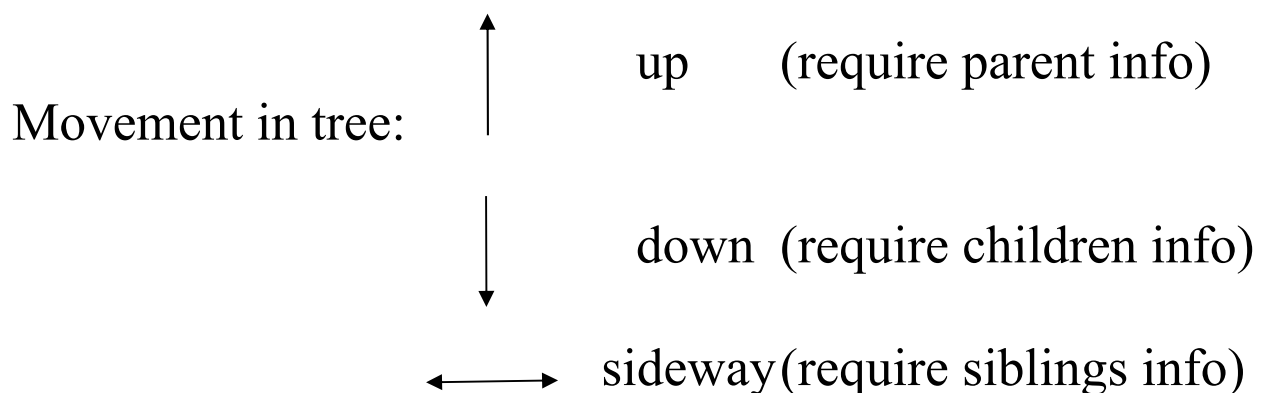 up (require parent info)
Movement in tree:
down (require children info)
sideway (require siblings info)